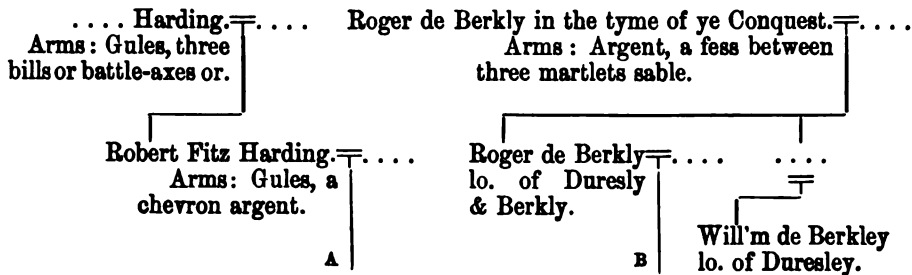 .... Harding.╤....
Arms: Gules, three
bills or battle-axes or.
Roger de Berkly in the tyme of ye Conquest.╤....
Arms: Argent, a fess between
three martlets sable.
Robert Fitz Harding.╤....
Arms: Gules, a
chevron argent.
A
Roger de Berkly╤....
lo. of Duresly
& Berkly.
B
....
Will'm de Berkley
lo. of Duresley.